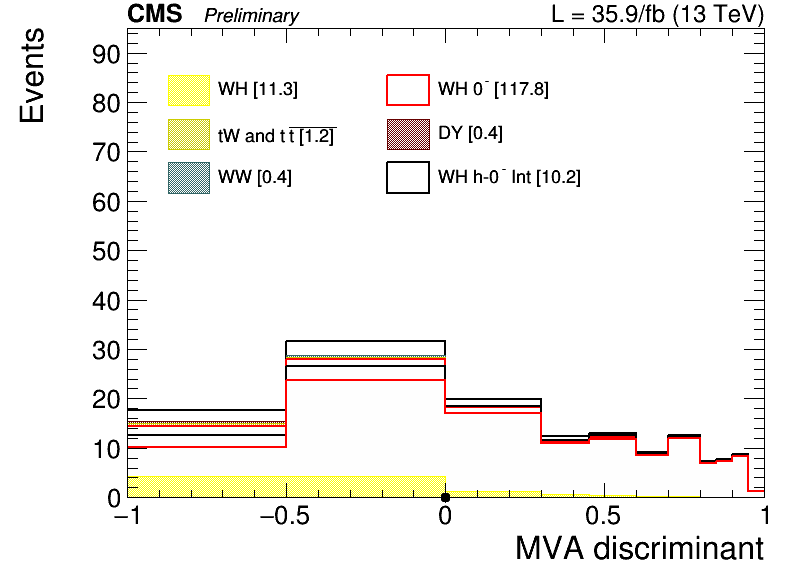 CMS Preliminary L = 35.9/fb (13 TeV)
Events
90
80
70
60
50
40
30
20
10
0
WH [11.3] WH 0⁻ [117.8]
tW and t t [1.2] DY [0.4]
WW [0.4] WH h-0⁻ Int [10.2]
−1 −0.5 0 0.5 1
MVA discriminant